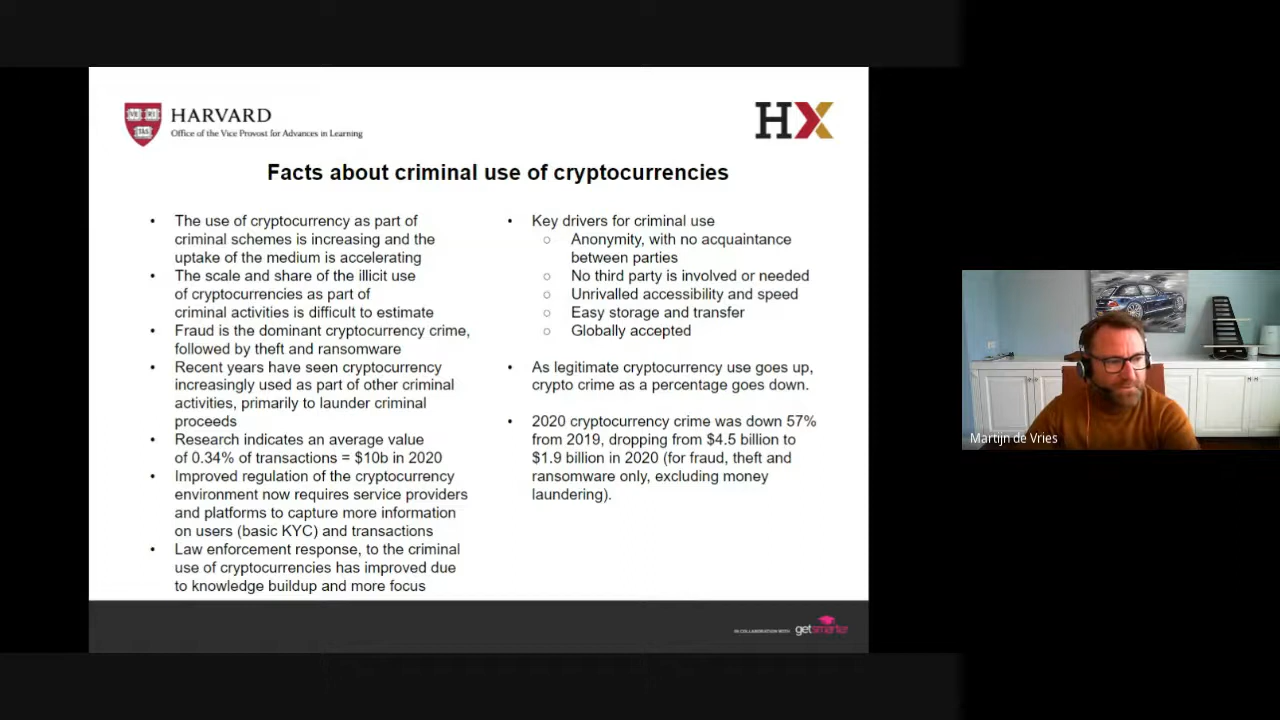 HARVARD
Office of the Vice Provost for Advances in Learning
HX
Facts about criminal use of cryptocurrencies
• The use of cryptocurrency as part of
criminal schemes is increasing and the
uptake of the medium is accelerating
• The scale and share of the illicit use
of cryptocurrencies as part of
criminal activities is difficult to estimate
• Fraud is the dominant cryptocurrency crime,
followed by theft and ransomware
• Recent years have seen cryptocurrency
increasingly used as part of other criminal
activities, primarily to launder criminal
proceeds
• Research indicates an average value
of 0.34% of transactions = $10b in 2020
• Improved regulation of the cryptocurrency
environment now requires service providers
and platforms to capture more information
on users (basic KYC) and transactions
• Law enforcement response, to the criminal
use of cryptocurrencies has improved due
to knowledge buildup and more focus
• Key drivers for criminal use
○ Anonymity, with no acquaintance
between parties
○ No third party is involved or needed
○ Unrivalled accessibility and speed
○ Easy storage and transfer
○ Globally accepted
• As legitimate cryptocurrency use goes up,
crypto crime as a percentage goes down.
• 2020 cryptocurrency crime was down 57%
from 2019, dropping from $4.5 billion to
$1.9 billion in 2020 (for fraud, theft and
ransomware only, excluding money
laundering).
IN COLLABORATION WITH getsmarter
Martijn de Vries